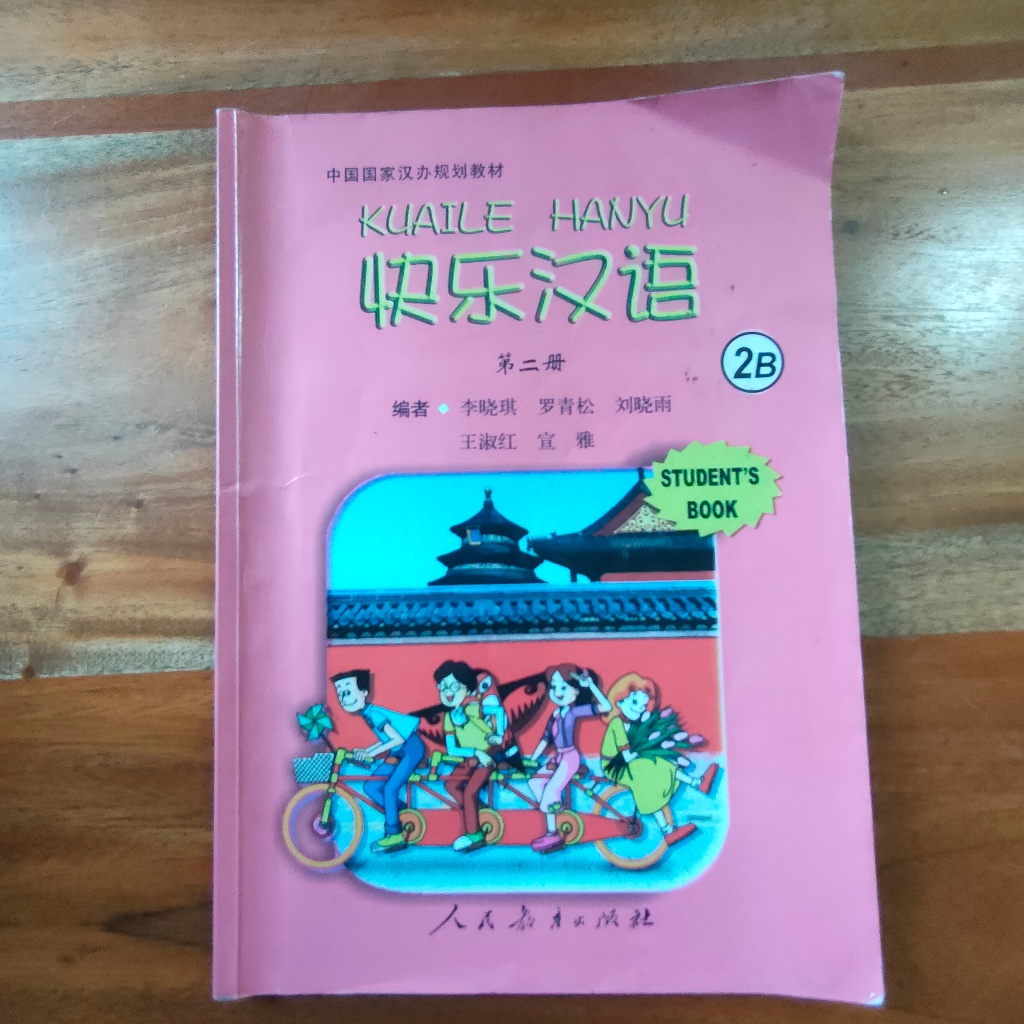 中国国家汉办规划教材
KUAILE HANYU
快乐汉语
第二册
2B
编者◆李晓琪 罗青松 刘晓雨
王淑红 宣 雅
STUDENT'S
BOOK
人民教育出版社